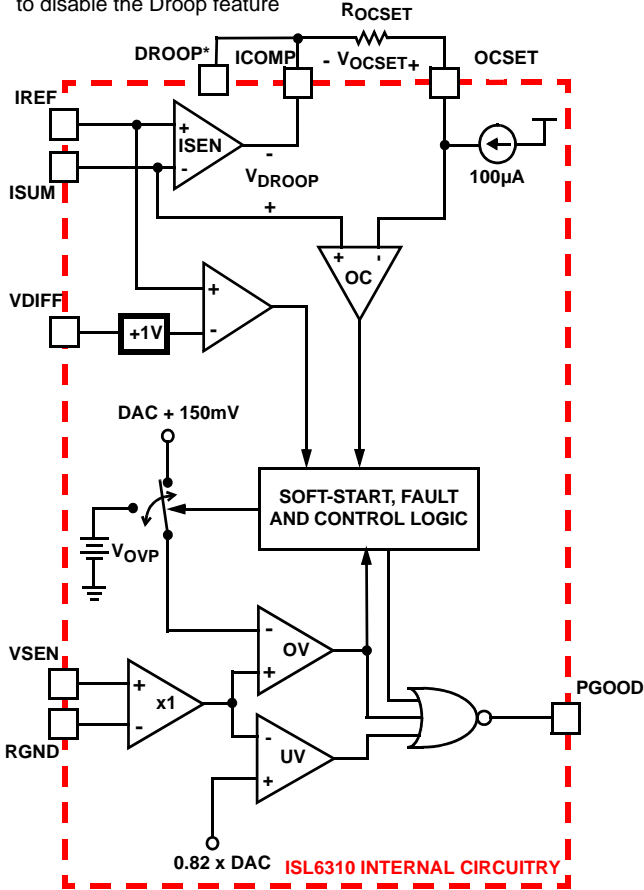 to disable the Droop feature
ROCSET
DROOP* ICOMP - VOCSET+ OCSET
IREF
+
ISEN
-
-
VDROOP
+
ISUM
100µA
+ -
OC
VDIFF
+1V
+
-
DAC + 150mV
SOFT-START, FAULT
AND CONTROL LOGIC
VOVP
-
OV
+
VSEN
+
x1
-
RGND
PGOOD
-
UV
+
0.82 x DAC
ISL6310 INTERNAL CIRCUITRY